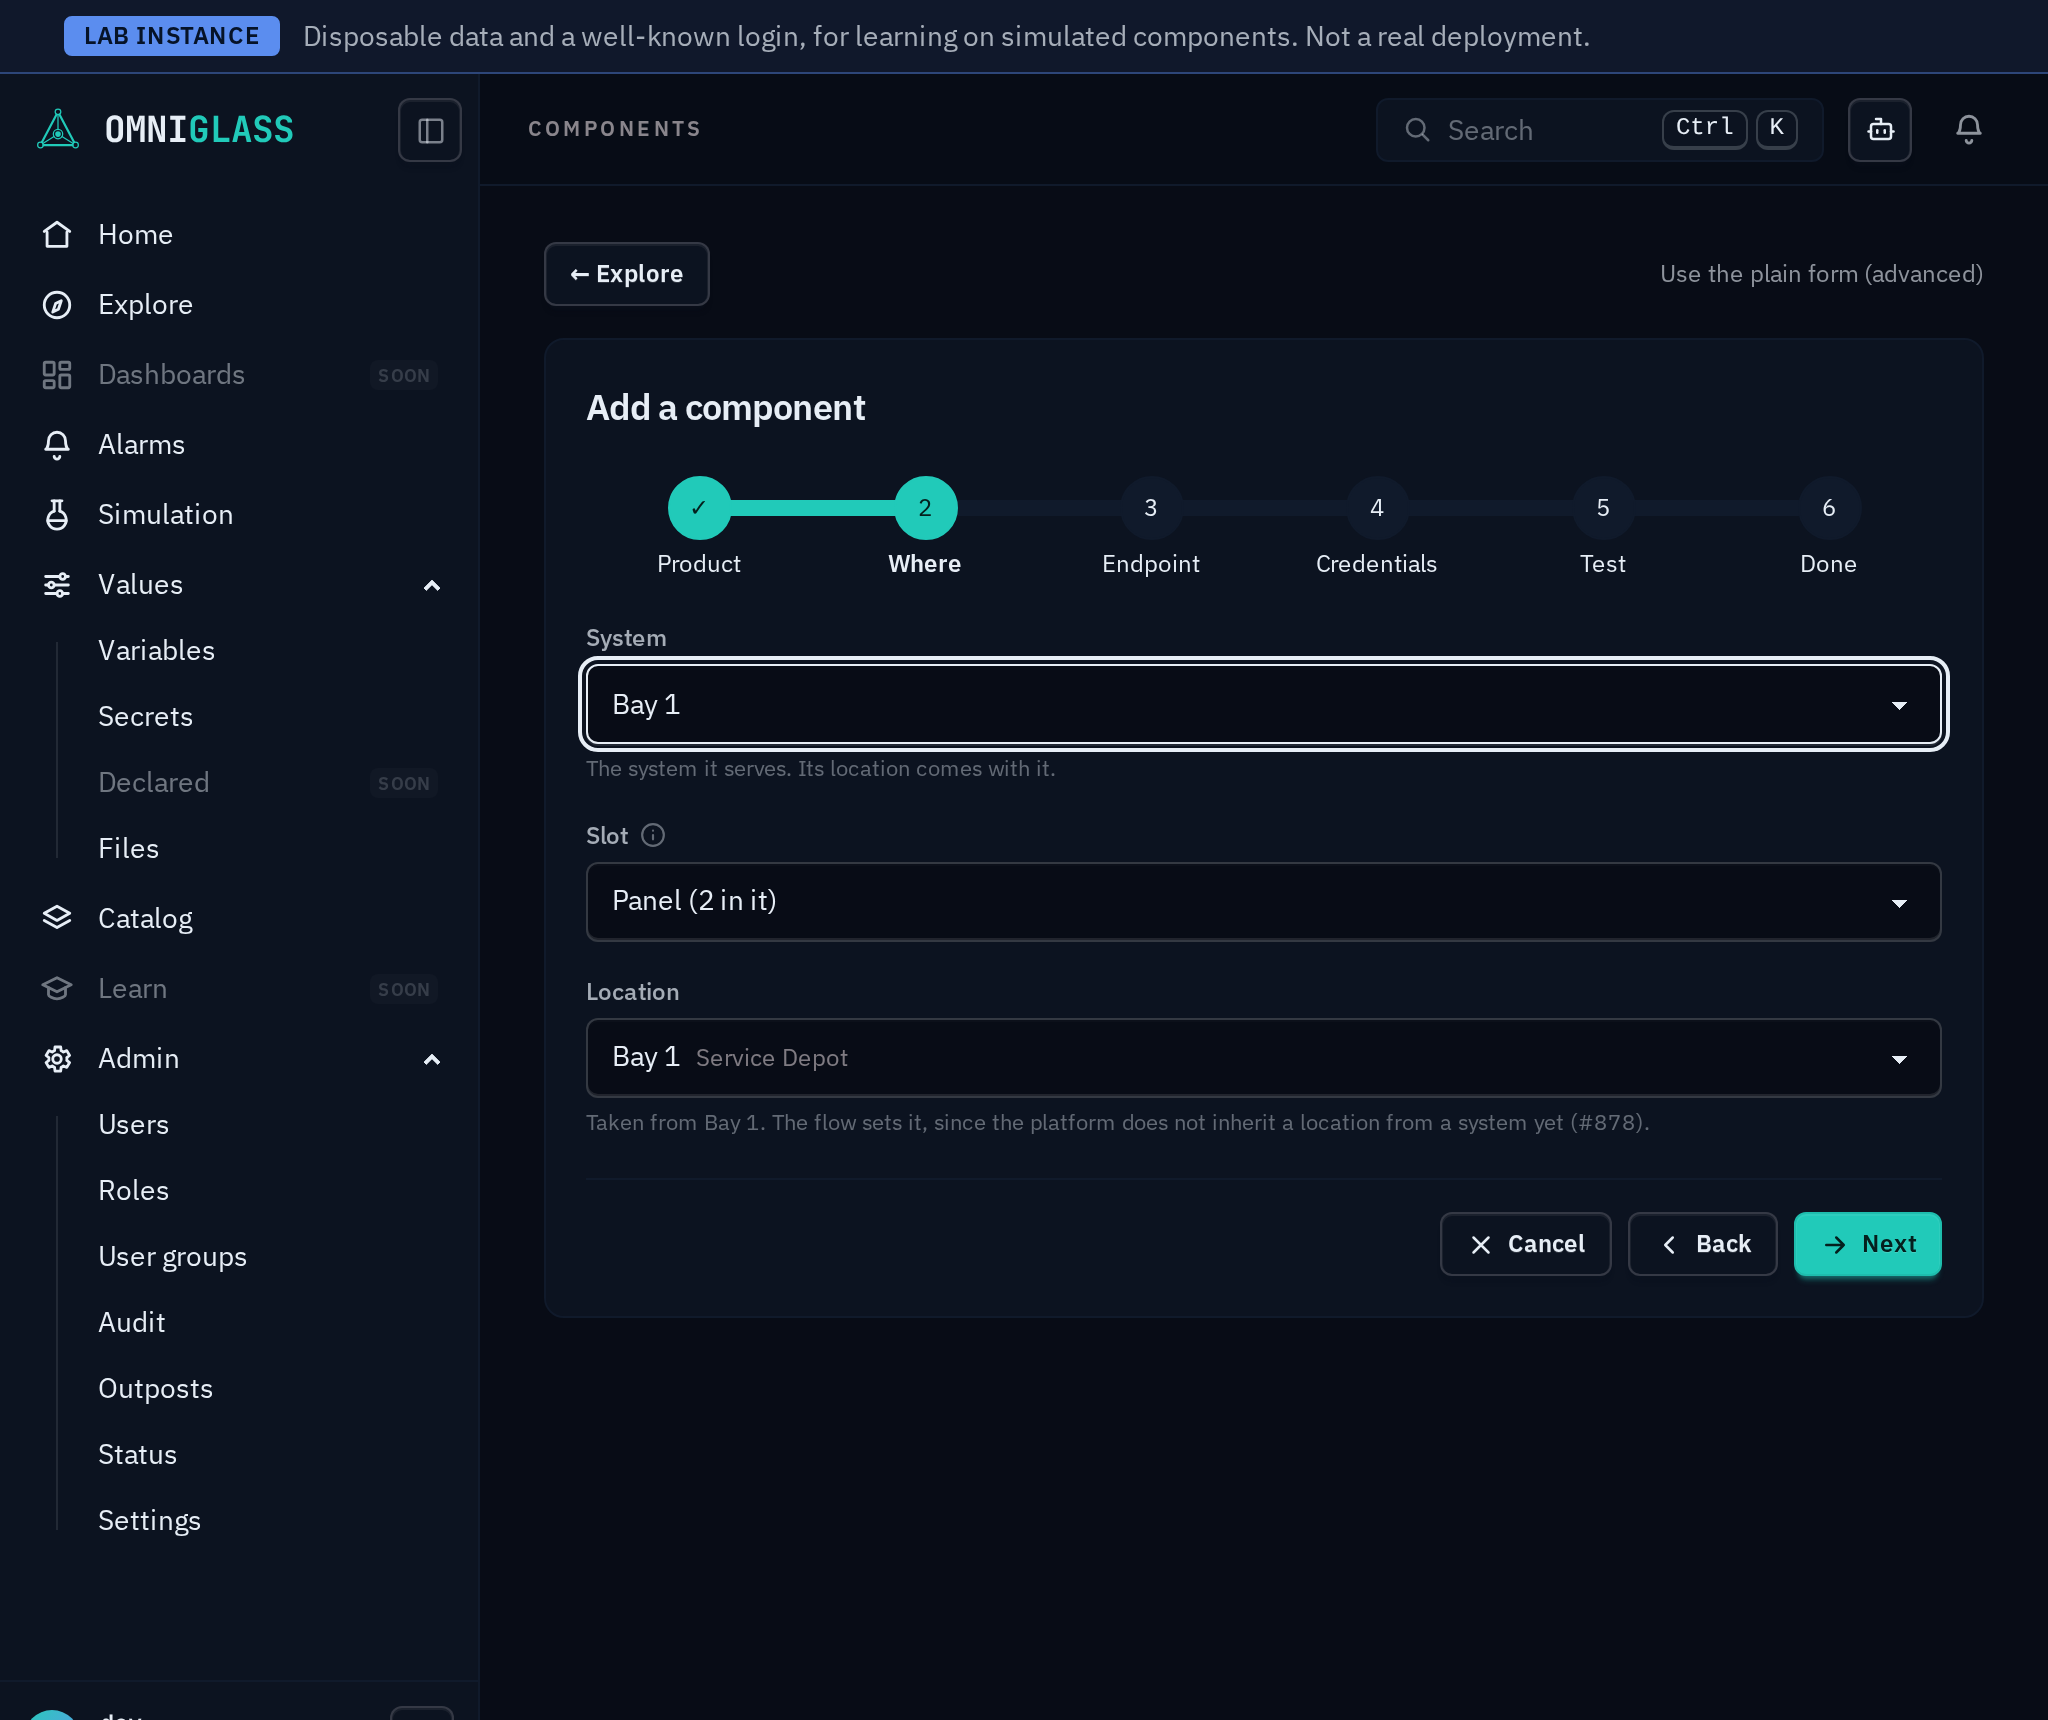 LAB INSTANCE Disposable data and a well-known login, for learning on simulated components. Not a real deployment.
OMNIGLASS
COMPONENTS
Search Ctrl K
Home
Explore
Dashboards SOON
Alarms
Simulation
Values
Variables
Secrets
Declared SOON
Files
Catalog
Learn SOON
Admin
Users
Roles
User groups
Audit
Outposts
Status
Settings
← Explore
Use the plain form (advanced)
Add a component
✓ 2 3 4 5 6
Product Where Endpoint Credentials Test Done
System
Bay 1
The system it serves. Its location comes with it.
Slot
Panel (2 in it)
Location
Bay 1 Service Depot
Taken from Bay 1. The flow sets it, since the platform does not inherit a location from a system yet (#878).
Cancel Back Next